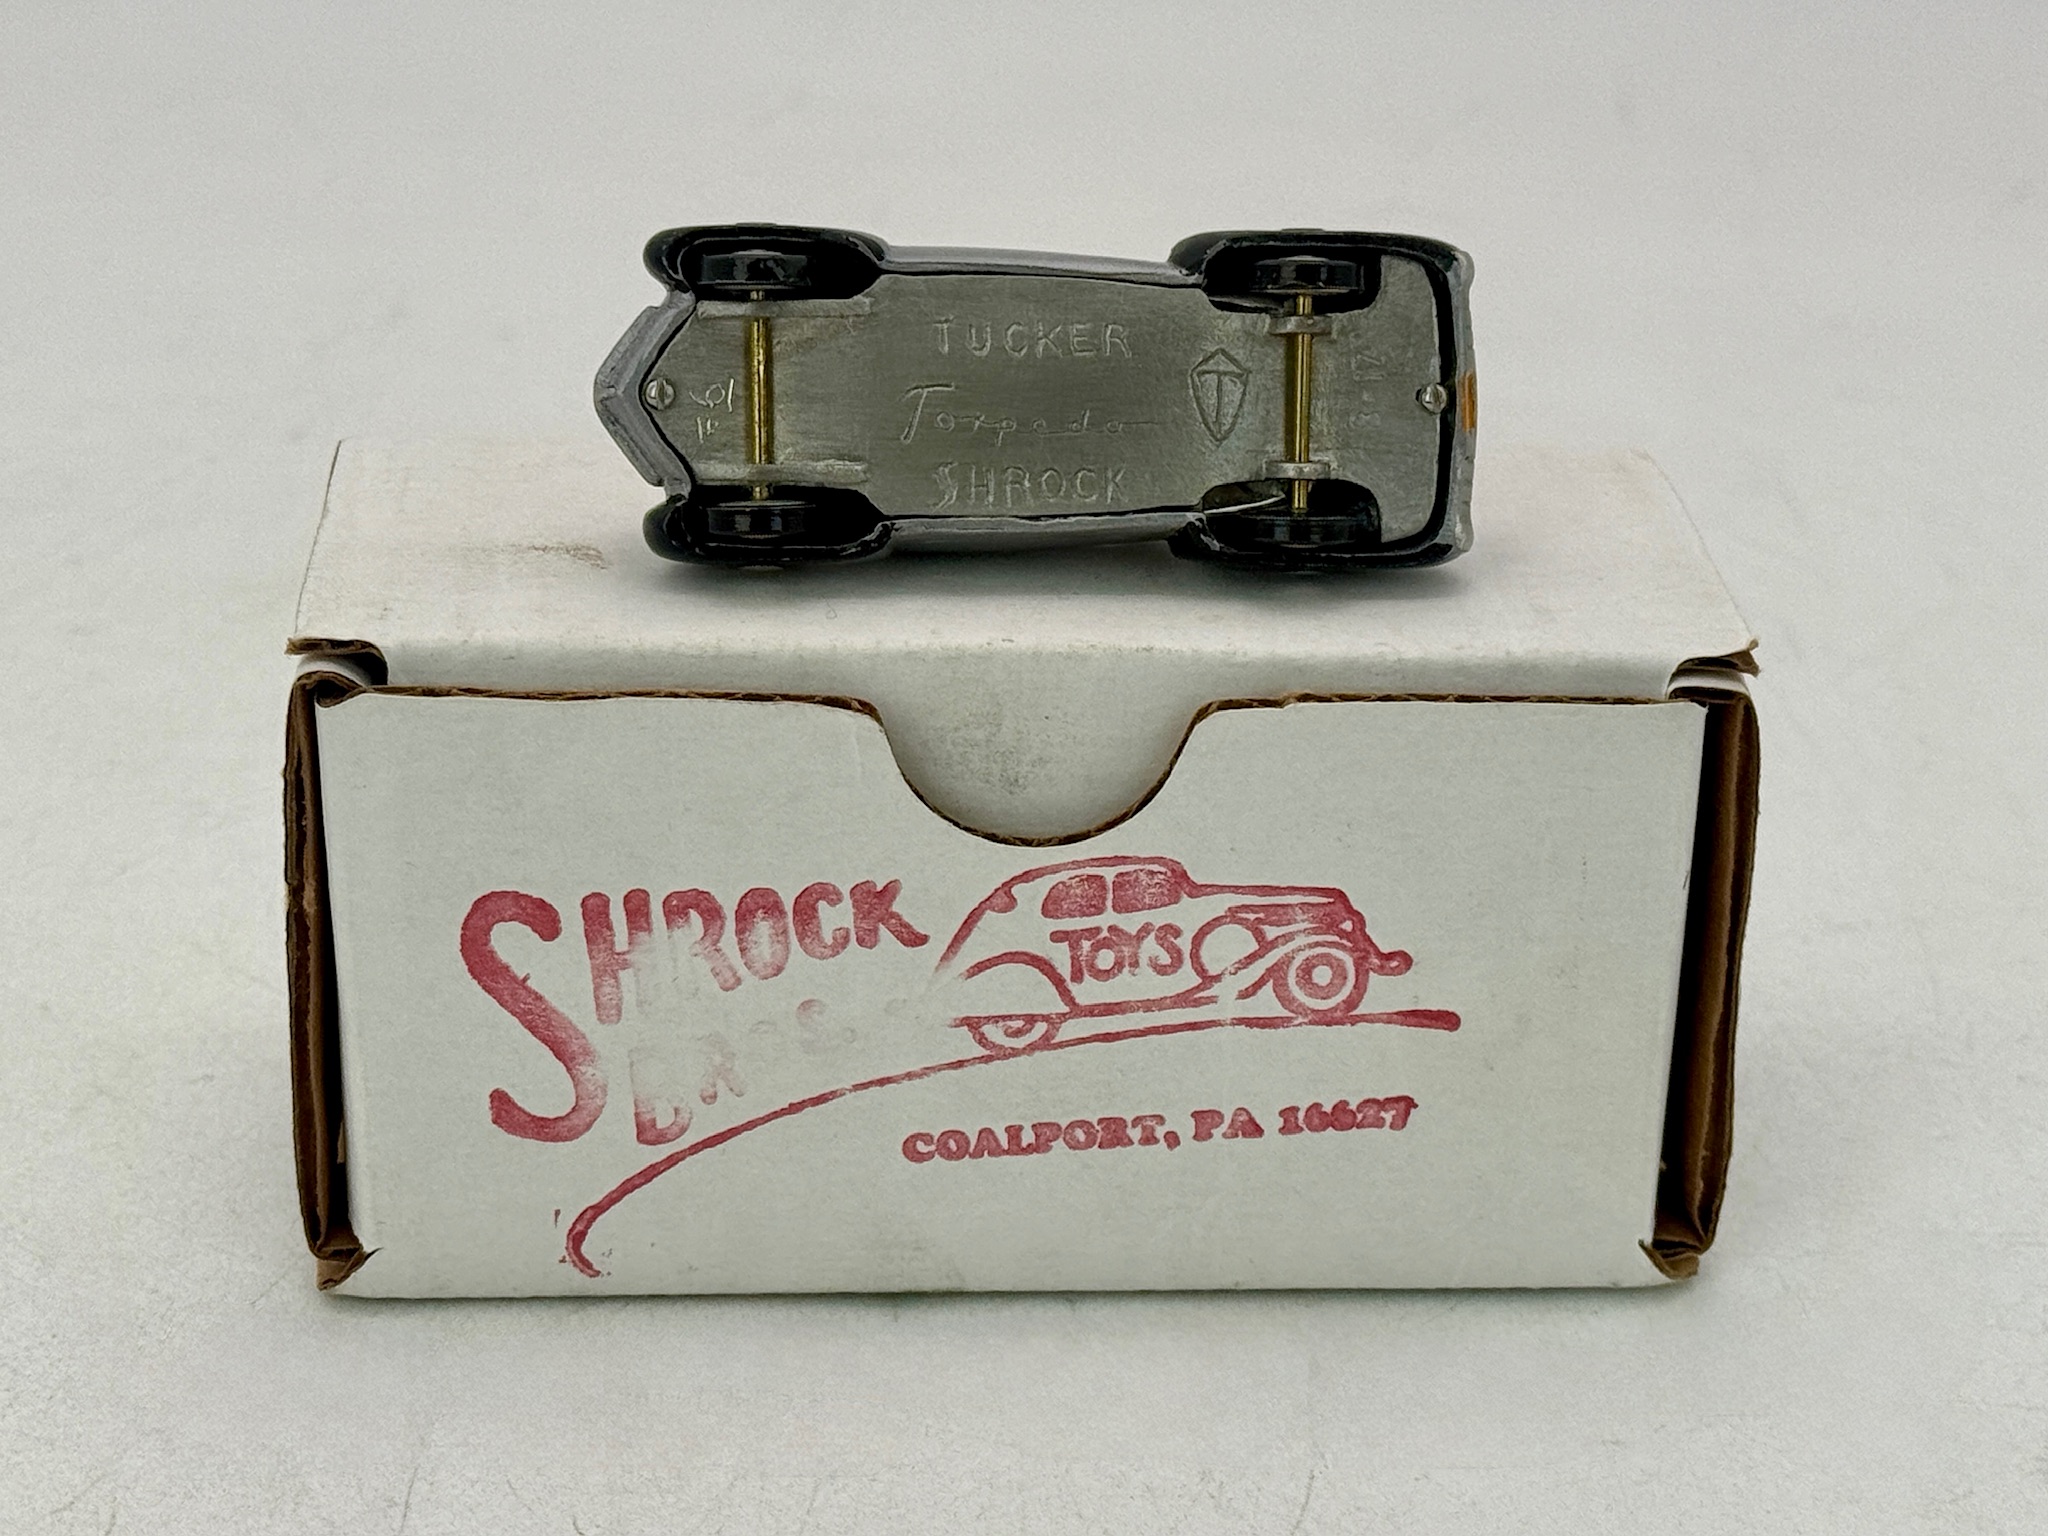 TUCKER
Torpedo
T
SHROCK
SHROCK
TOYS
COALPORT, PA 16627